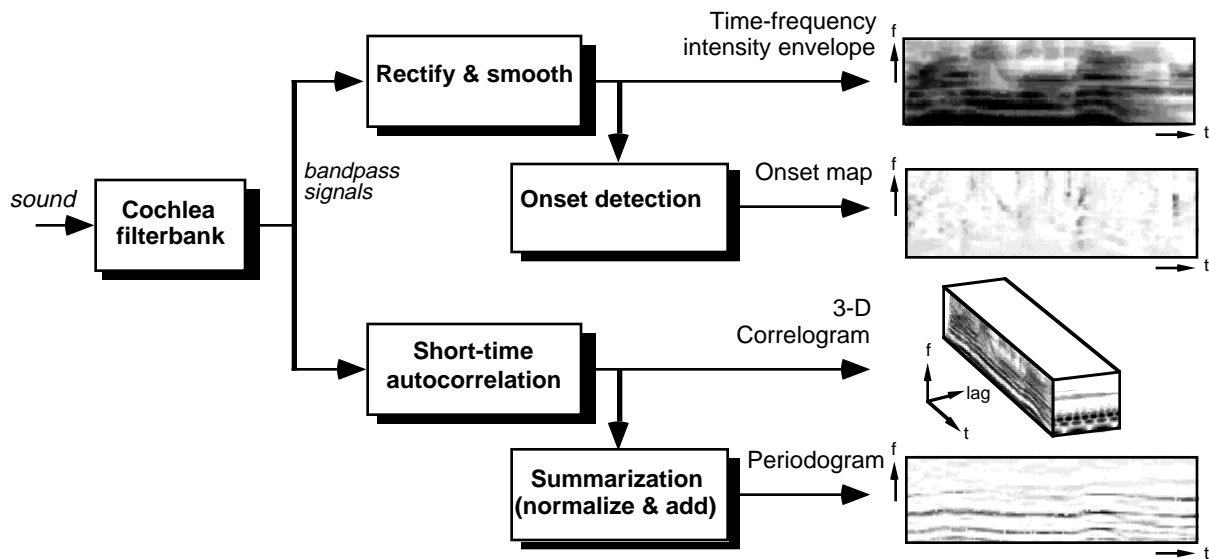 sound
Cochlea
filterbank
bandpass
signals
Rectify & smooth
Time-frequency
intensity envelope
f
t
Onset detection
Onset map
f
t
Short-time
autocorrelation
3-D
Correlogram
f
lag
t
Summarization
(normalize & add)
Periodogram
f
t